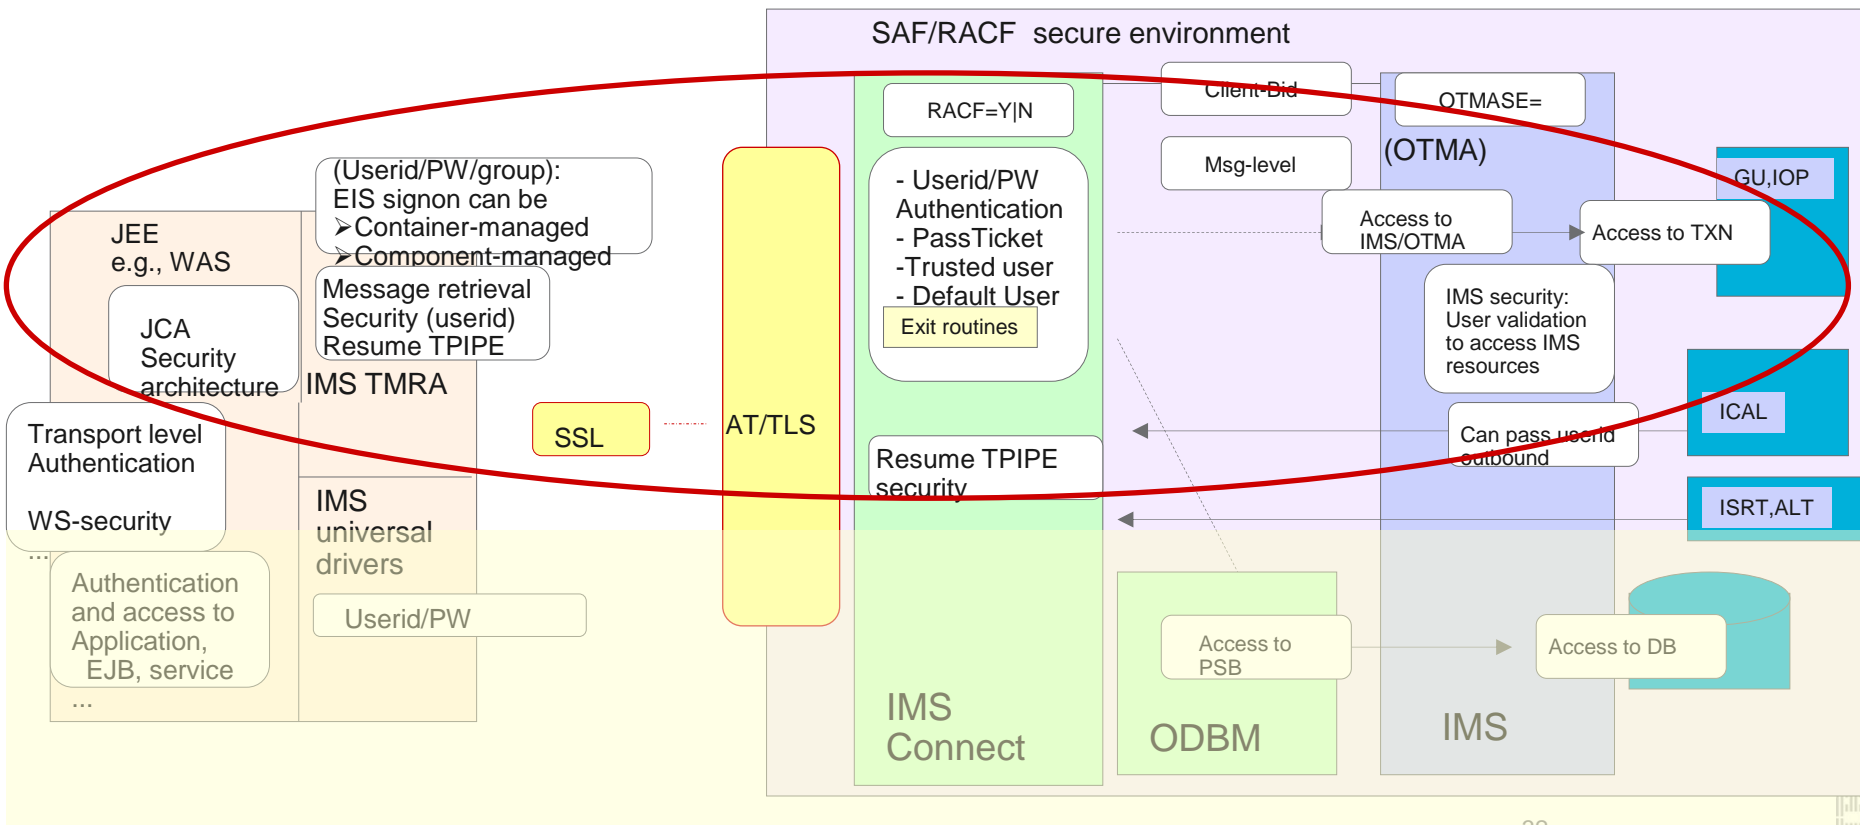 SAF/RACF secure environment
RACF=Y|N
Client-Bid
OTMASE=
(OTMA)
Msg-level
GU,IOP
(Userid/PW/group):
EIS signon can be
➤Container-managed
➤Component-managed
- Userid/PW
Authentication
- PassTicket
-Trusted user
- Default User
Exit routines
Access to
IMS/OTMA
Access to TXN
JEE
e.g., WAS
Message retrieval
Security (userid)
Resume TPIPE
JCA
Security
architecture
IMS TMRA
IMS security:
User validation
to access IMS
resources
ICAL
Can pass userid
outbound
SSL
AT/TLS
Transport level
Authentication
WS-security
...
Resume TPIPE
security
IMS
universal
drivers
ISRT,ALT
Authentication
and access to
Application,
EJB, service
...
Userid/PW
Access to
PSB
Access to DB
IMS
Connect
ODBM
IMS